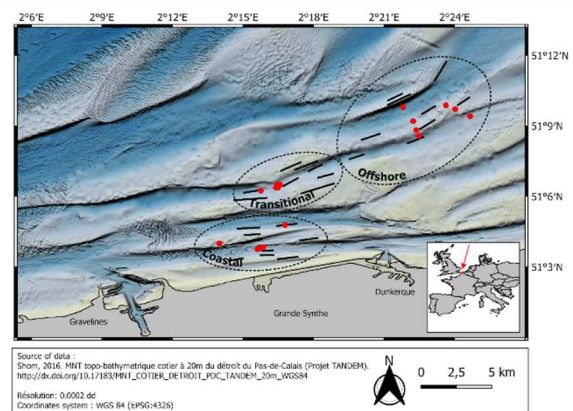 2°6'E 2°9'E 2°12'E 2°15'E 2°18'E 2°21'E 2°24'E
51°12'N
51°9'N
Offshore
Transitional
51°6'N
Coastal
51°3'N
Dunkerque
Gravelines
Grande-Synthe
Source of data :
Shom, 2016. MNT topo-bathymetrique cotier à 20m du détroit du Pas-de-Calais (Projet TANDEM).
http://dx.doi.org/10.17183/MNT_COTIER_DETROIT_PDC_TANDEM_20m_WGS84
Résolution: 0.0002 dd
Coordinates system : WGS 84 (EPSG:4326)
N
0 2,5 5 km